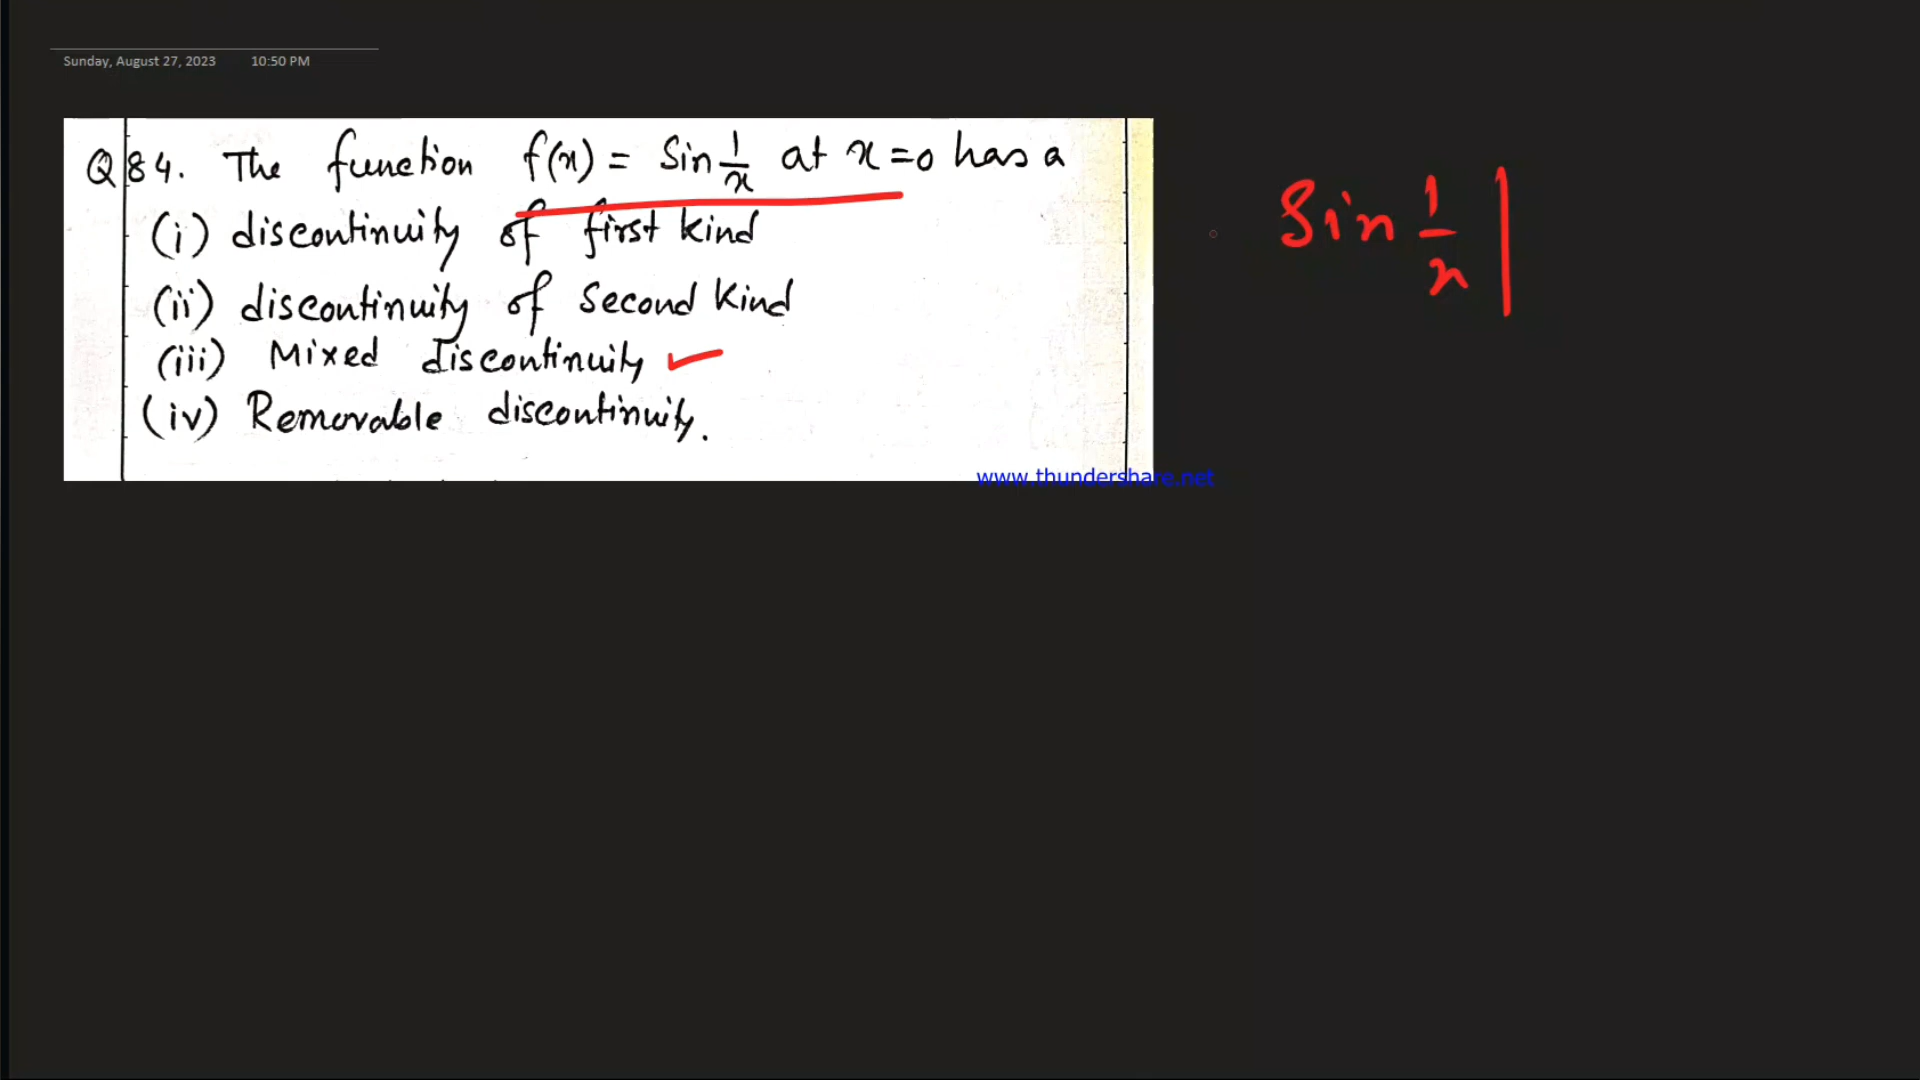 Sunday, August 27, 2023 10:50 PM
Q84. The function f(x) = Sin 1/x at x=0 has a
(i) discontinuity of first kind
(ii) discontinuity of Second Kind
(iii) Mixed discontinuity ✓
(iv) Removable discontinuity.
www.thundershare.net
Sin 1/x |